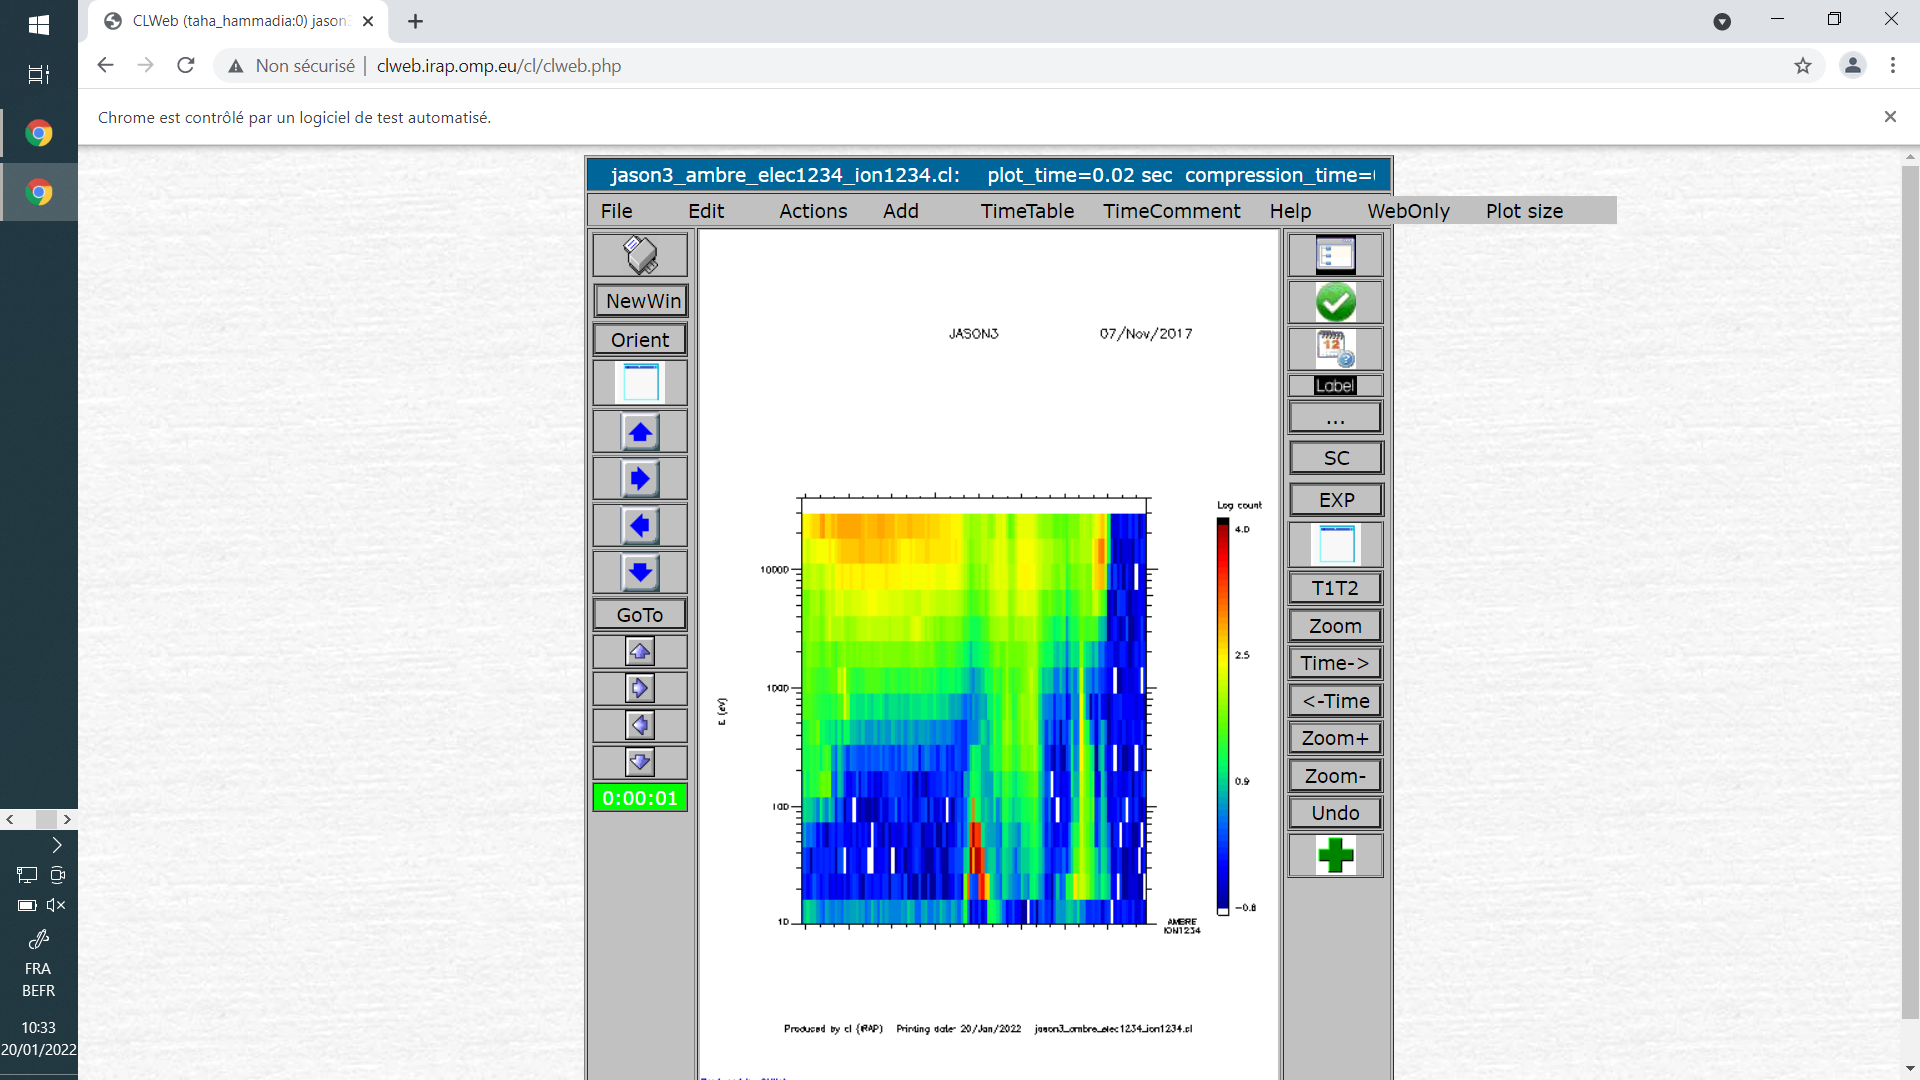 CLWeb (taha_hammadia:0) jason3
Non sécurisé | clweb.irap.omp.eu/cl/clweb.php
Chrome est contrôlé par un logiciel de test automatisé.
jason3_ambre_elec1234_ion1234.cl: plot_time=0.02 sec compression_time=
File Edit Actions Add TimeTable TimeComment Help WebOnly Plot size
NewWin
Orient
GoTo
0:00:01
JASON3 07/Nov/2017
Log count
4.0
2.5
0.9
-0.8
10000
1000
100
10
E (eV)
AMBRE
ION1234
Produced by cl (IRAP) Printing date: 20/Jan/2022 jason3_ambre_elec1234_ion1234.cl
12
Label
...
SC
EXP
T1T2
Zoom
Time->
<-Time
Zoom+
Zoom-
Undo
FRA
BEFR
10:33
20/01/2022